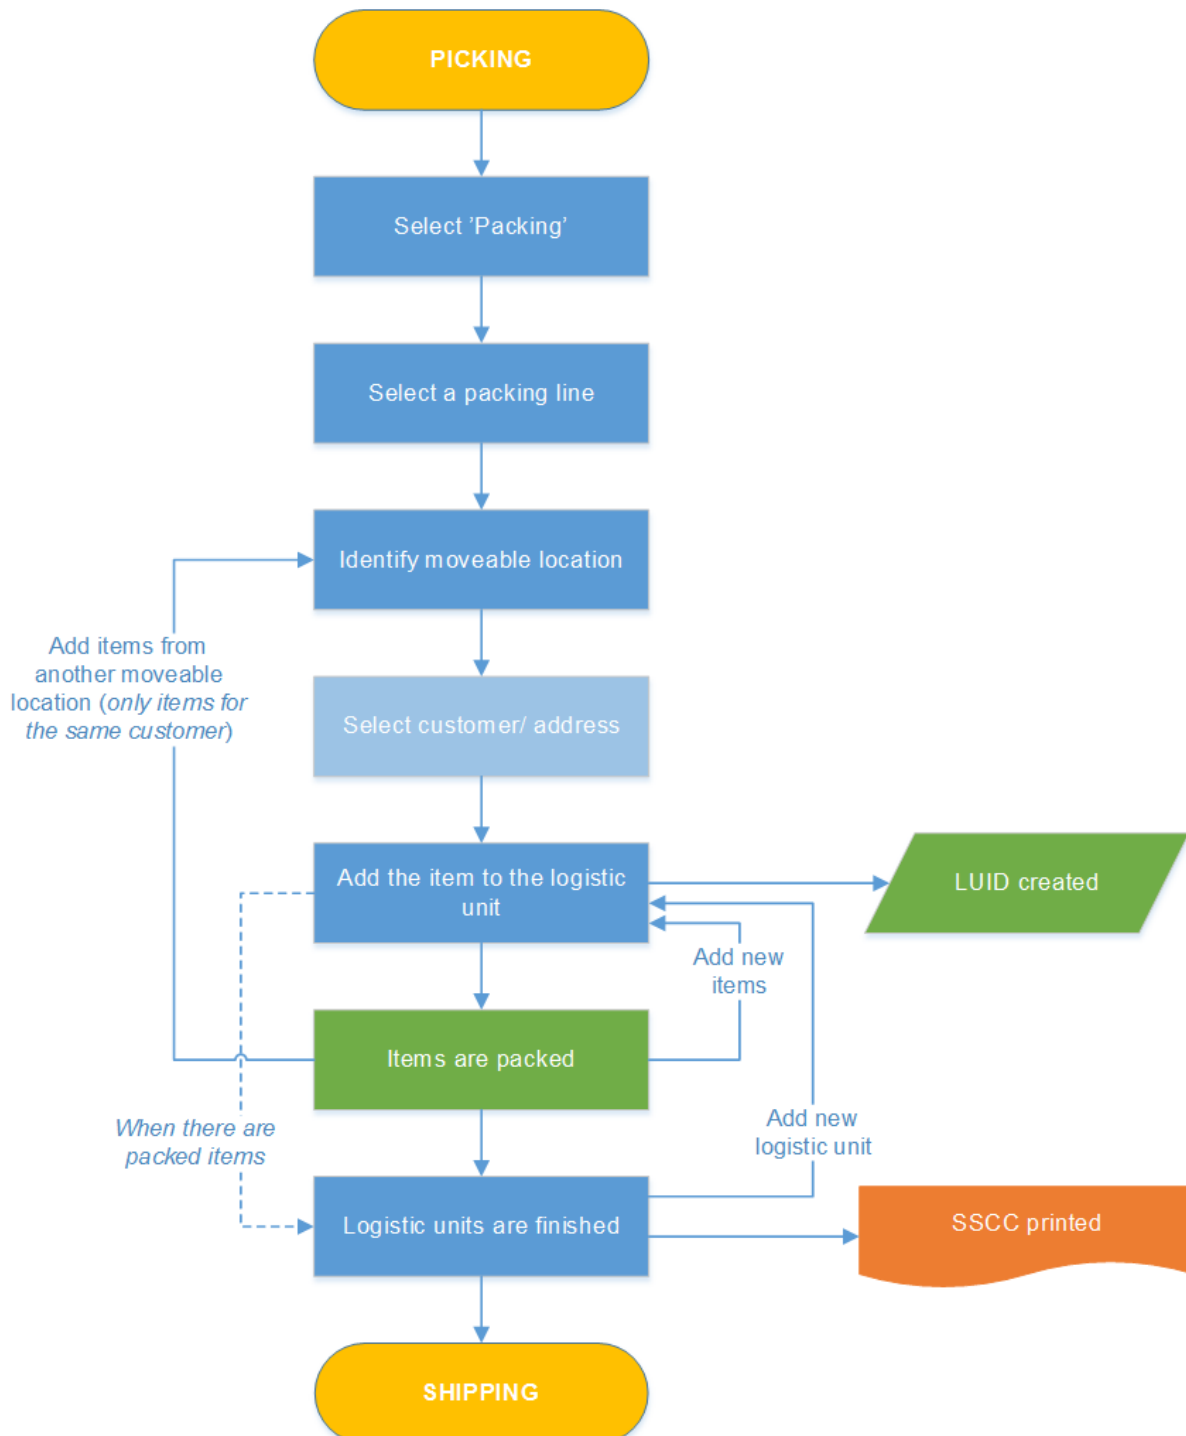 PICKING
Select ’Packing’
Select a packing line
Identify moveable location
Add items from
another moveable
location (only items for
the same customer)
Select customer/ address
Add the item to the logistic
unit
LUID created
Add new
items
Items are packed
When there are
packed items
Add new
logistic unit
Logistic units are finished
SSCC printed
SHIPPING